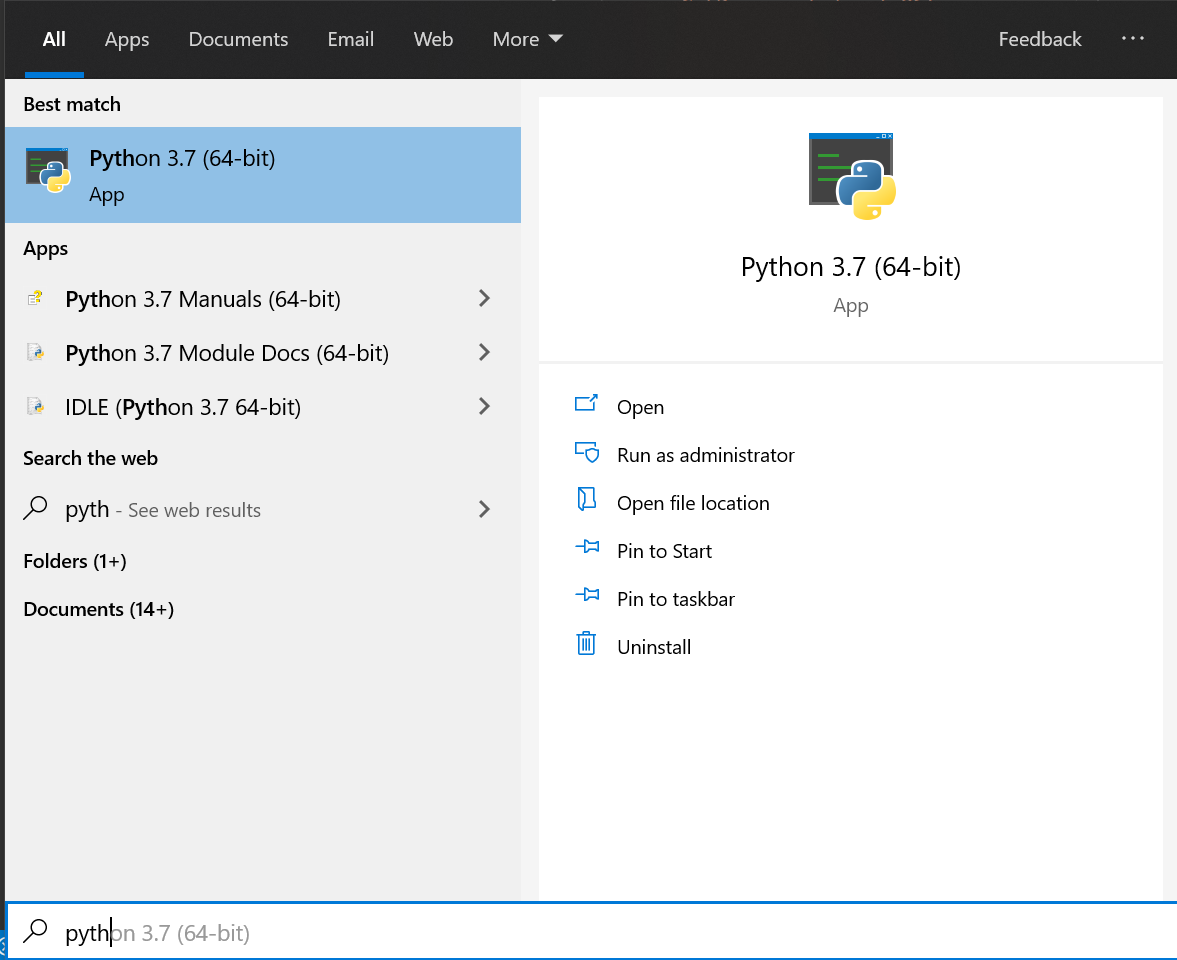 All Apps Documents Email Web More Feedback ···
Best match
Python 3.7 (64-bit)
App
Apps
Python 3.7 Manuals (64-bit)
Python 3.7 Module Docs (64-bit)
IDLE (Python 3.7 64-bit)
Search the web
pyth - See web results
Folders (1+)
Documents (14+)
Python 3.7 (64-bit)
App
Open
Run as administrator
Open file location
Pin to Start
Pin to taskbar
Uninstall
python 3.7 (64-bit)